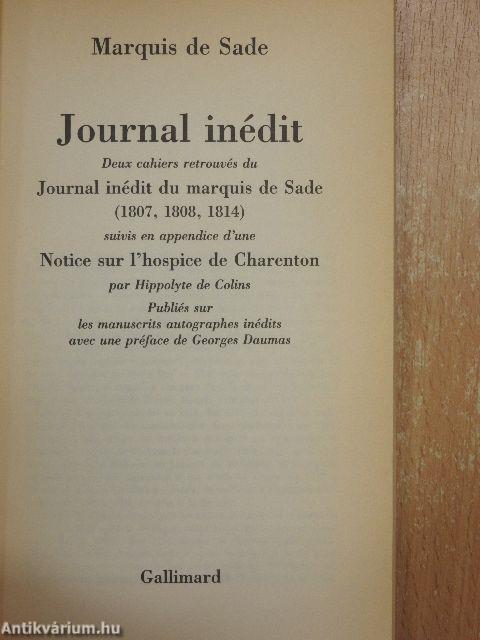 Marquis de Sade
Journal inédit
Deux cahiers retrouvés du
Journal inédit du marquis de Sade
(1807, 1808, 1814)
suivis en appendice d'une
Notice sur l'hospice de Charenton
par Hippolyte de Colins
Publiés sur
les manuscrits autographes inédits
avec une préface de Georges Daumas
Gallimard
Antikvárium.hu